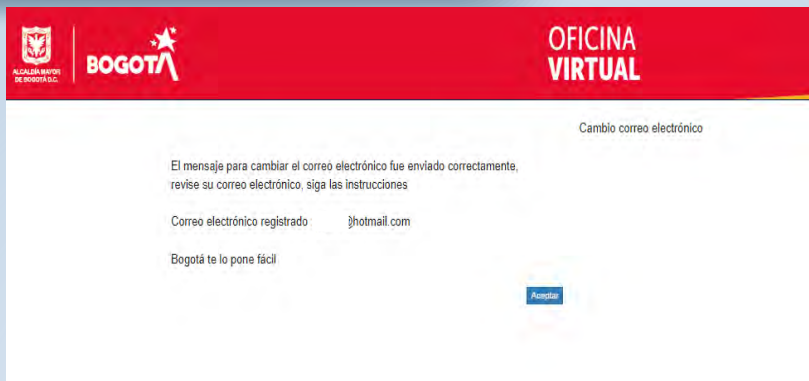 ALCALDÍA MAYOR
DE BOGOTÁ D.C.
BOGOTÁ
OFICINA
VIRTUAL
Cambio correo electrónico
El mensaje para cambiar el correo electrónico fue enviado correctamente,
revise su correo electrónico, siga las instrucciones
Correo electrónico registrado @hotmail.com
Bogotá te lo pone fácil
Aceptar